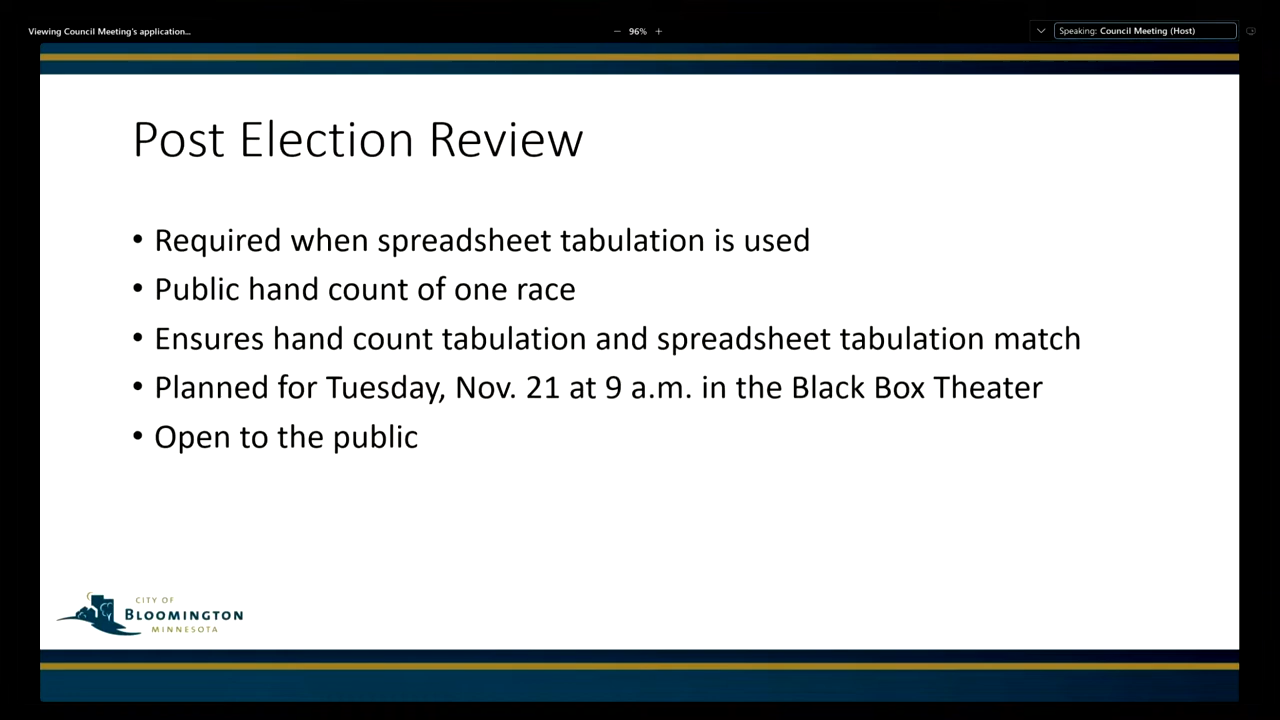 Viewing Council Meeting's application...
− 96% +
Speaking: Council Meeting (Host)
Post Election Review
• Required when spreadsheet tabulation is used
• Public hand count of one race
• Ensures hand count tabulation and spreadsheet tabulation match
• Planned for Tuesday, Nov. 21 at 9 a.m. in the Black Box Theater
• Open to the public
CITY OF
BLOOMINGTON
MINNESOTA